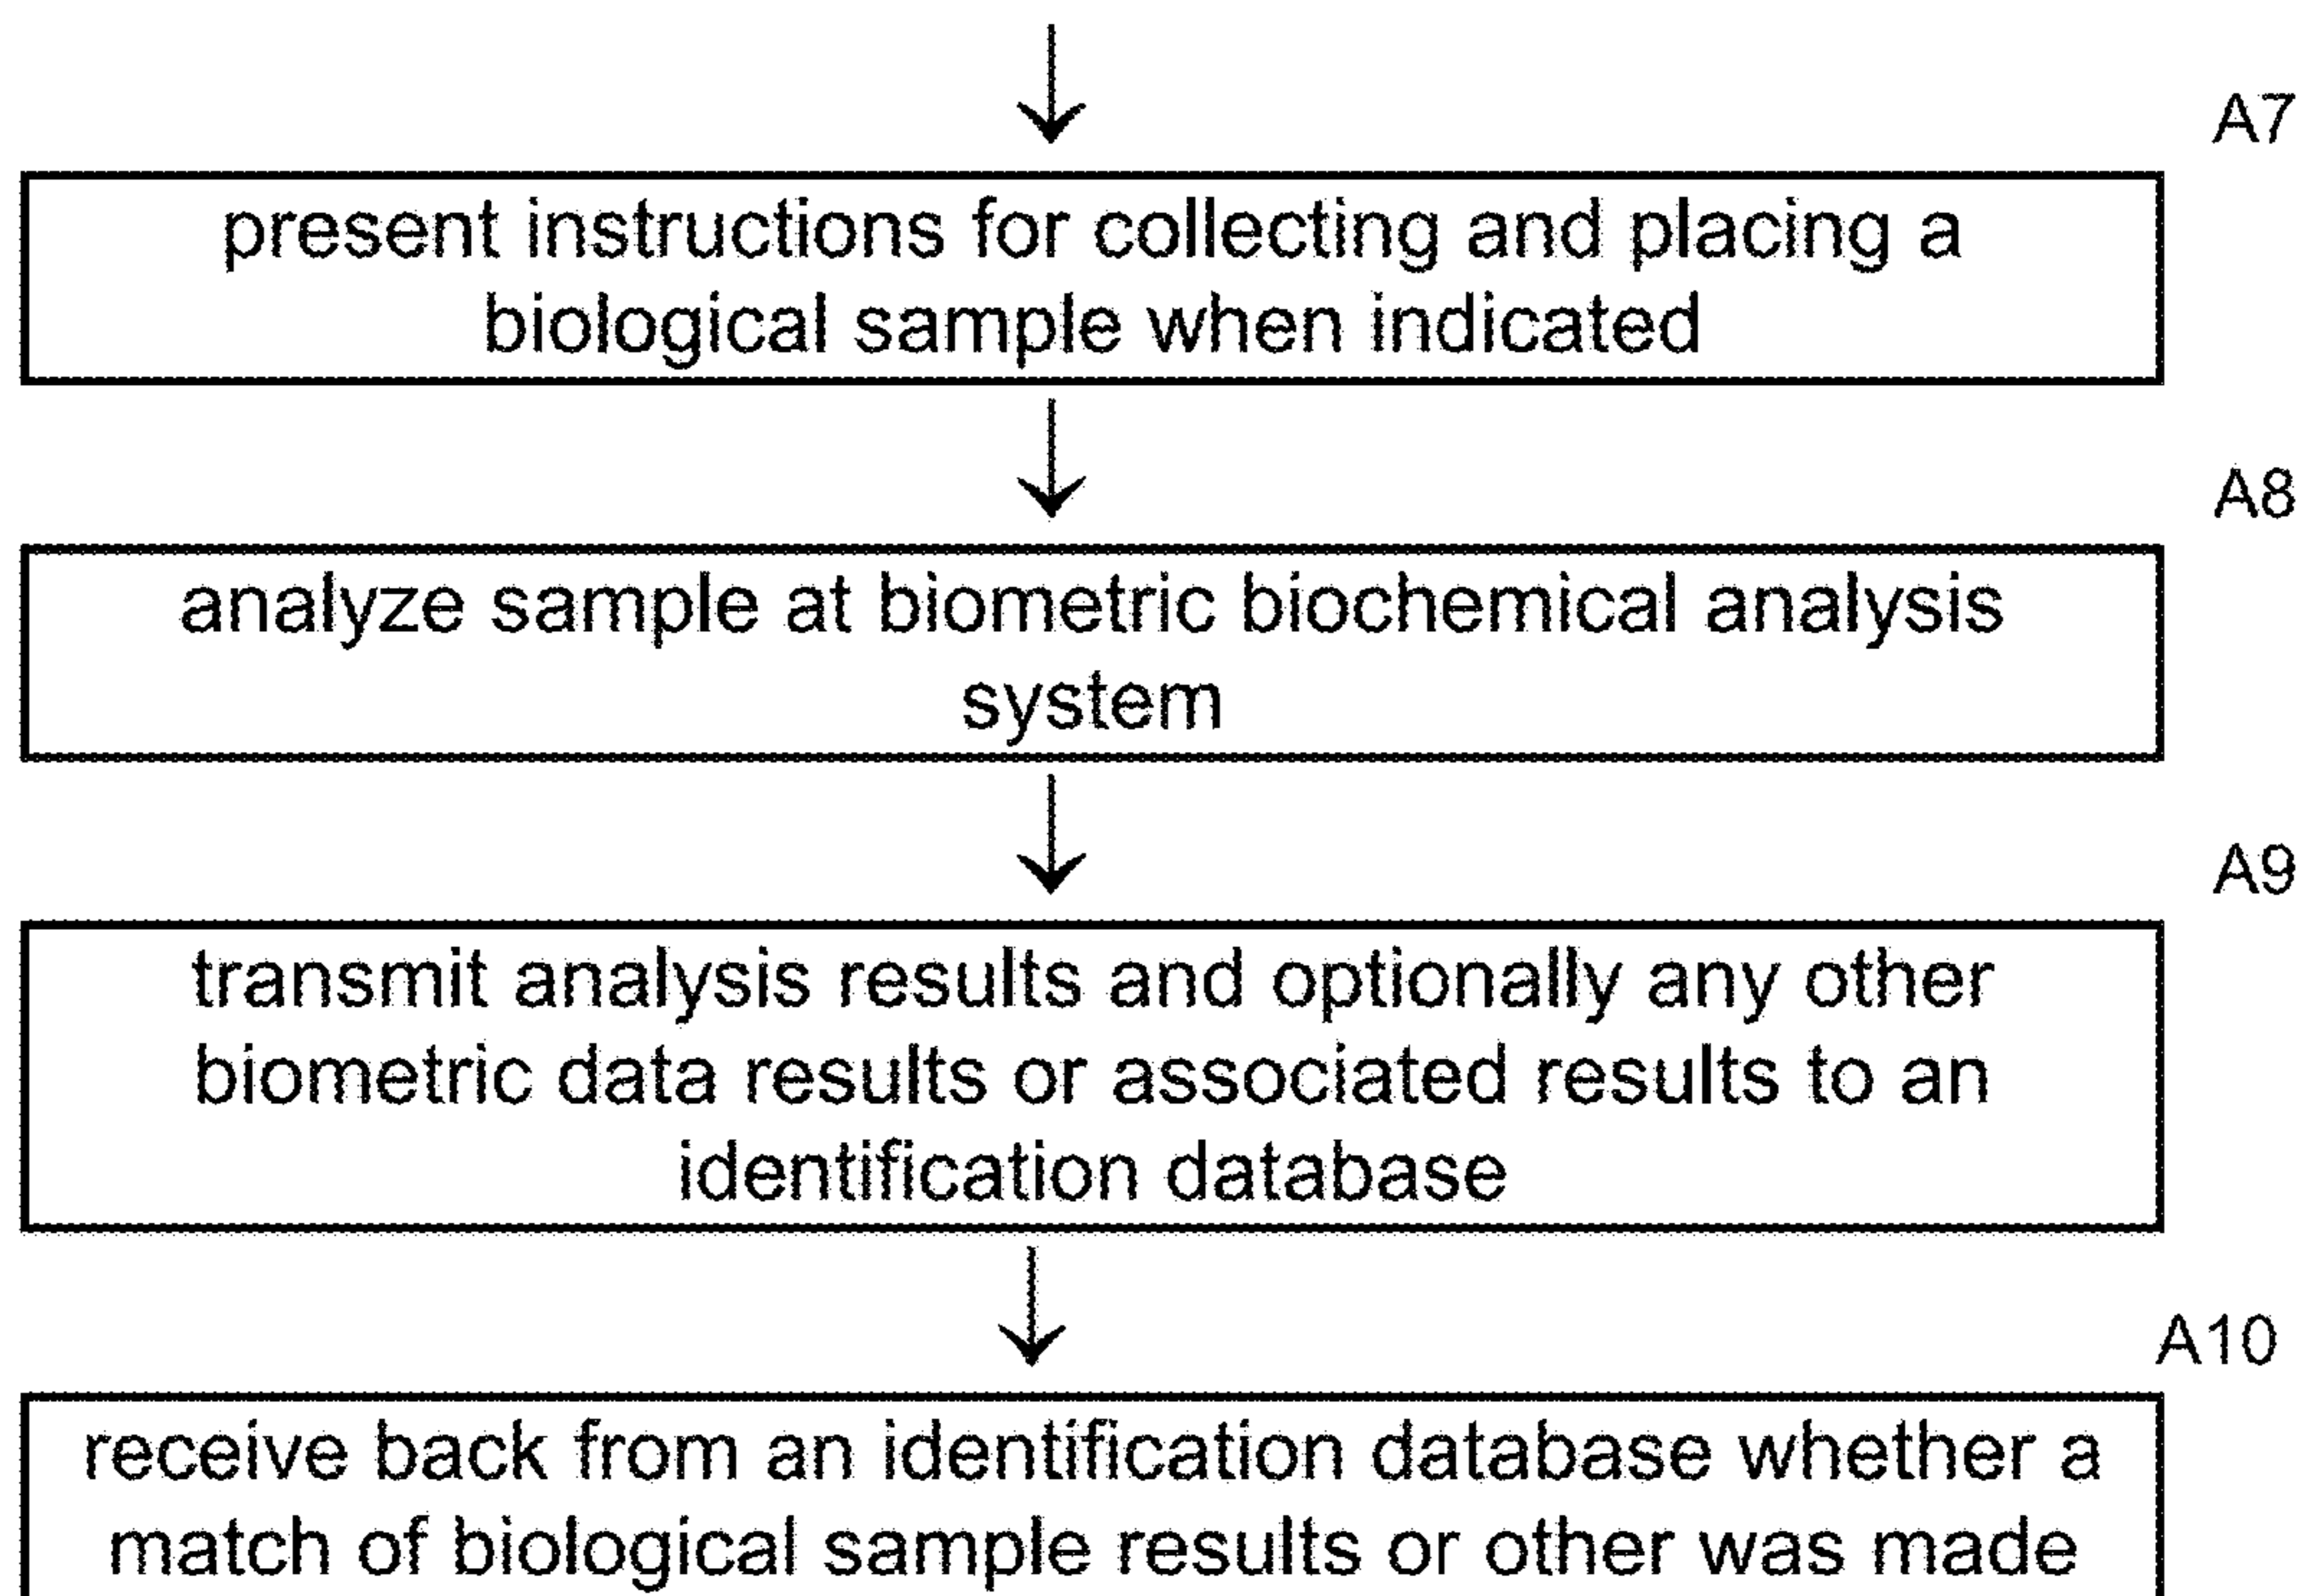 A7
present instructions for collecting and placing a
biological sample when indicated
A8
analyze sample at biometric biochemical analysis
system
A9
transmit analysis results and optionally any other
biometric data results or associated results to an
identification database
A10
receive back from an identification database whether a
match of biological sample results or other was made